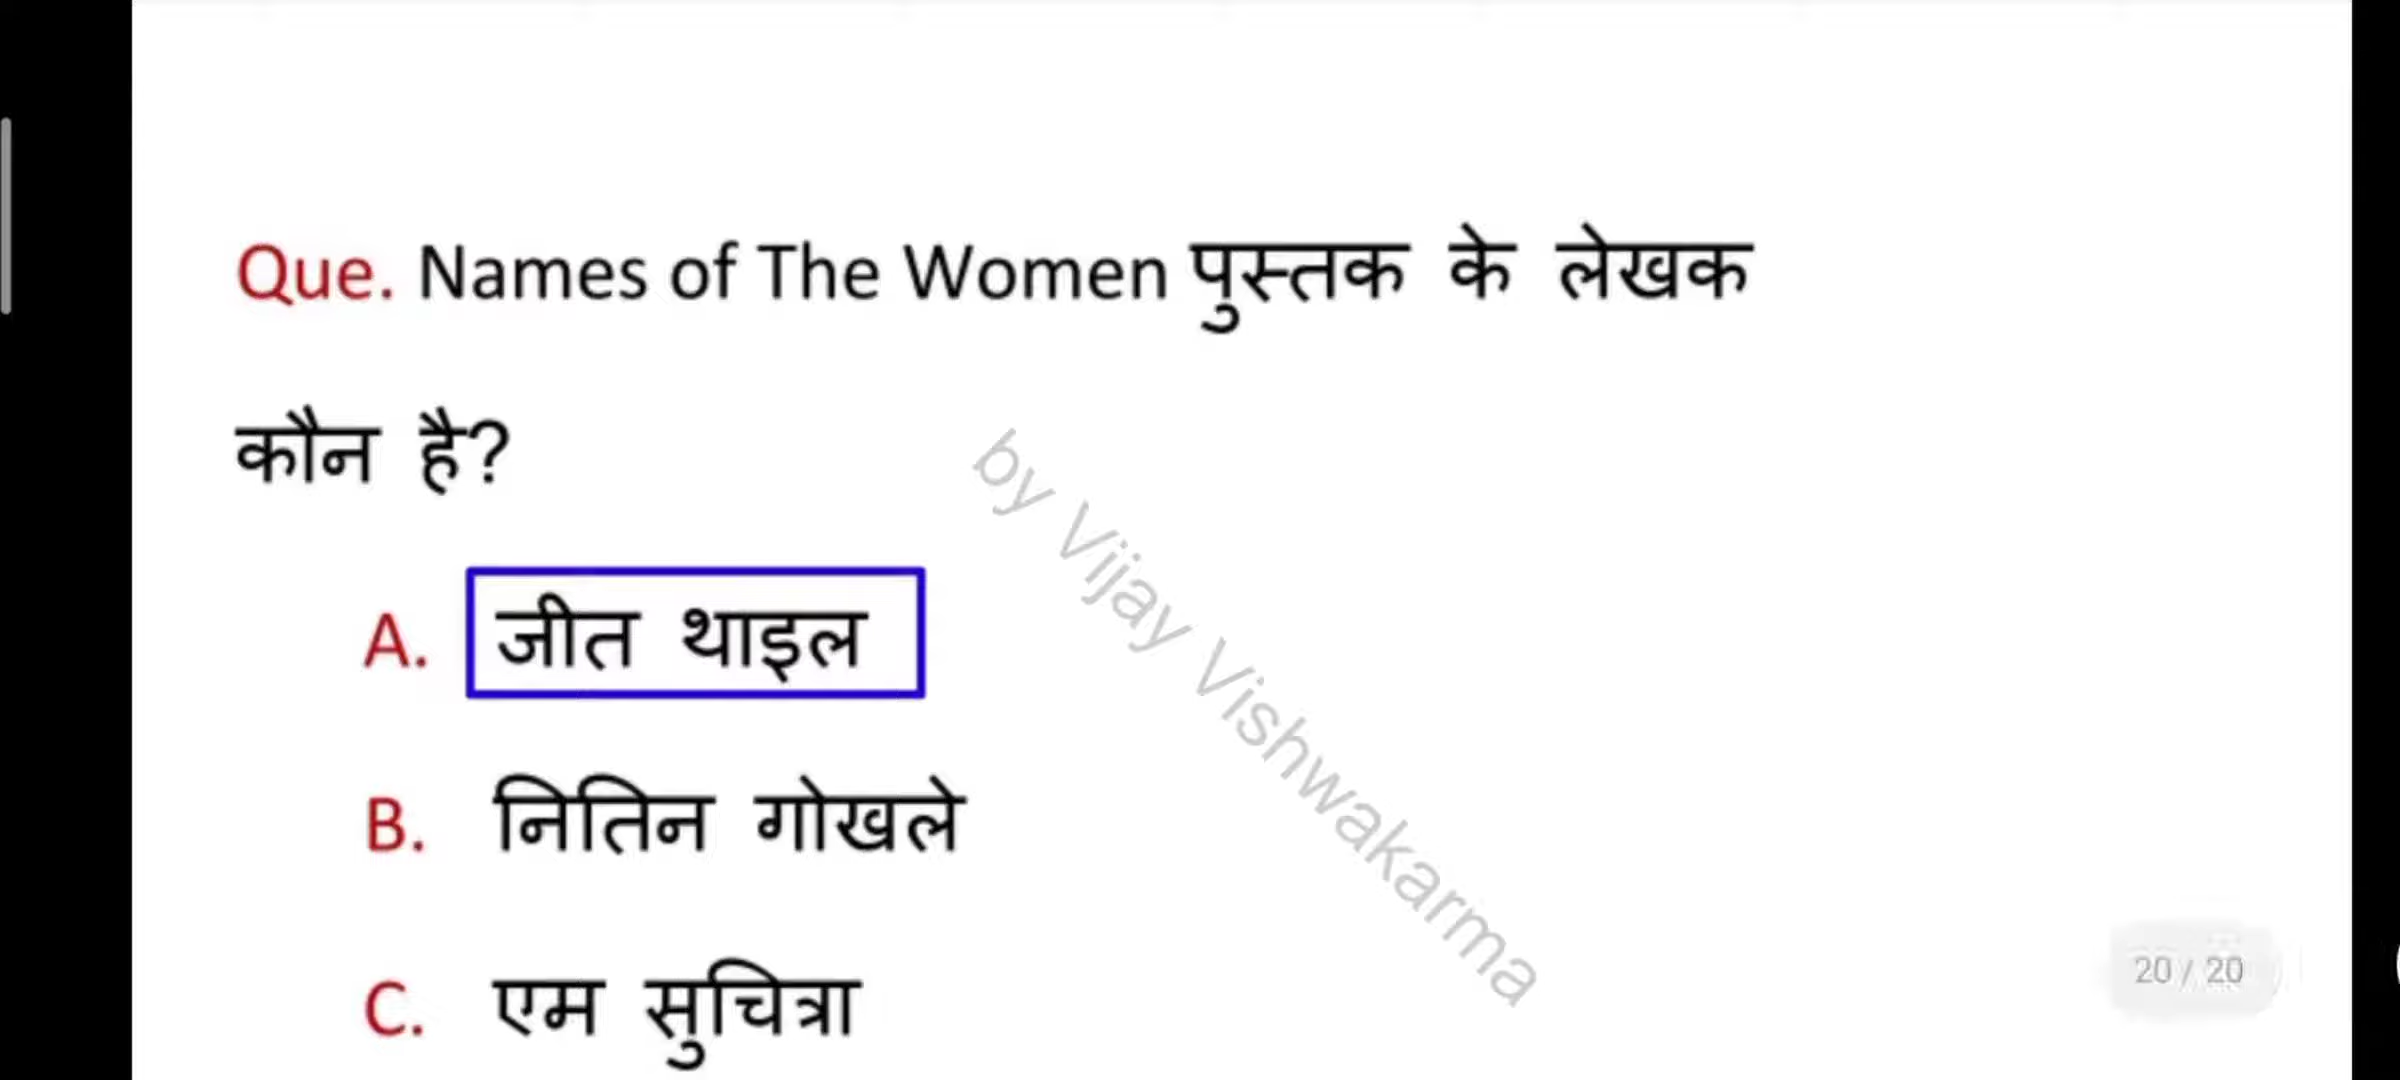 Que. Names of The Women पुस्तक के लेखक
कौन है?
A. जीत थाइल
B. नितिन गोखले
C. एम सुचित्रा
by Vijay Vishwakarma
20 / 20